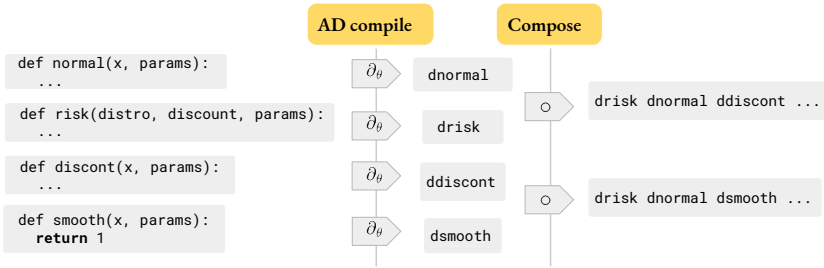 AD compile
Compose
def normal(x, params):
...
∂θ
dnormal
def risk(distro, discount, params):
...
∂θ
drisk
def discont(x, params):
...
∂θ
ddiscont
def smooth(x, params):
return 1
∂θ
dsmooth
○
drisk dnormal ddiscont ...
○
drisk dnormal dsmooth ...